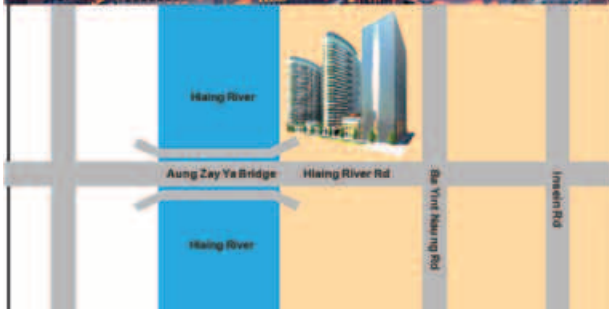 Hlaing River
Aung Zay Ya Bridge
Hlaing River Rd
Ba Yint Naung Rd
Insein Rd
Hlaing River